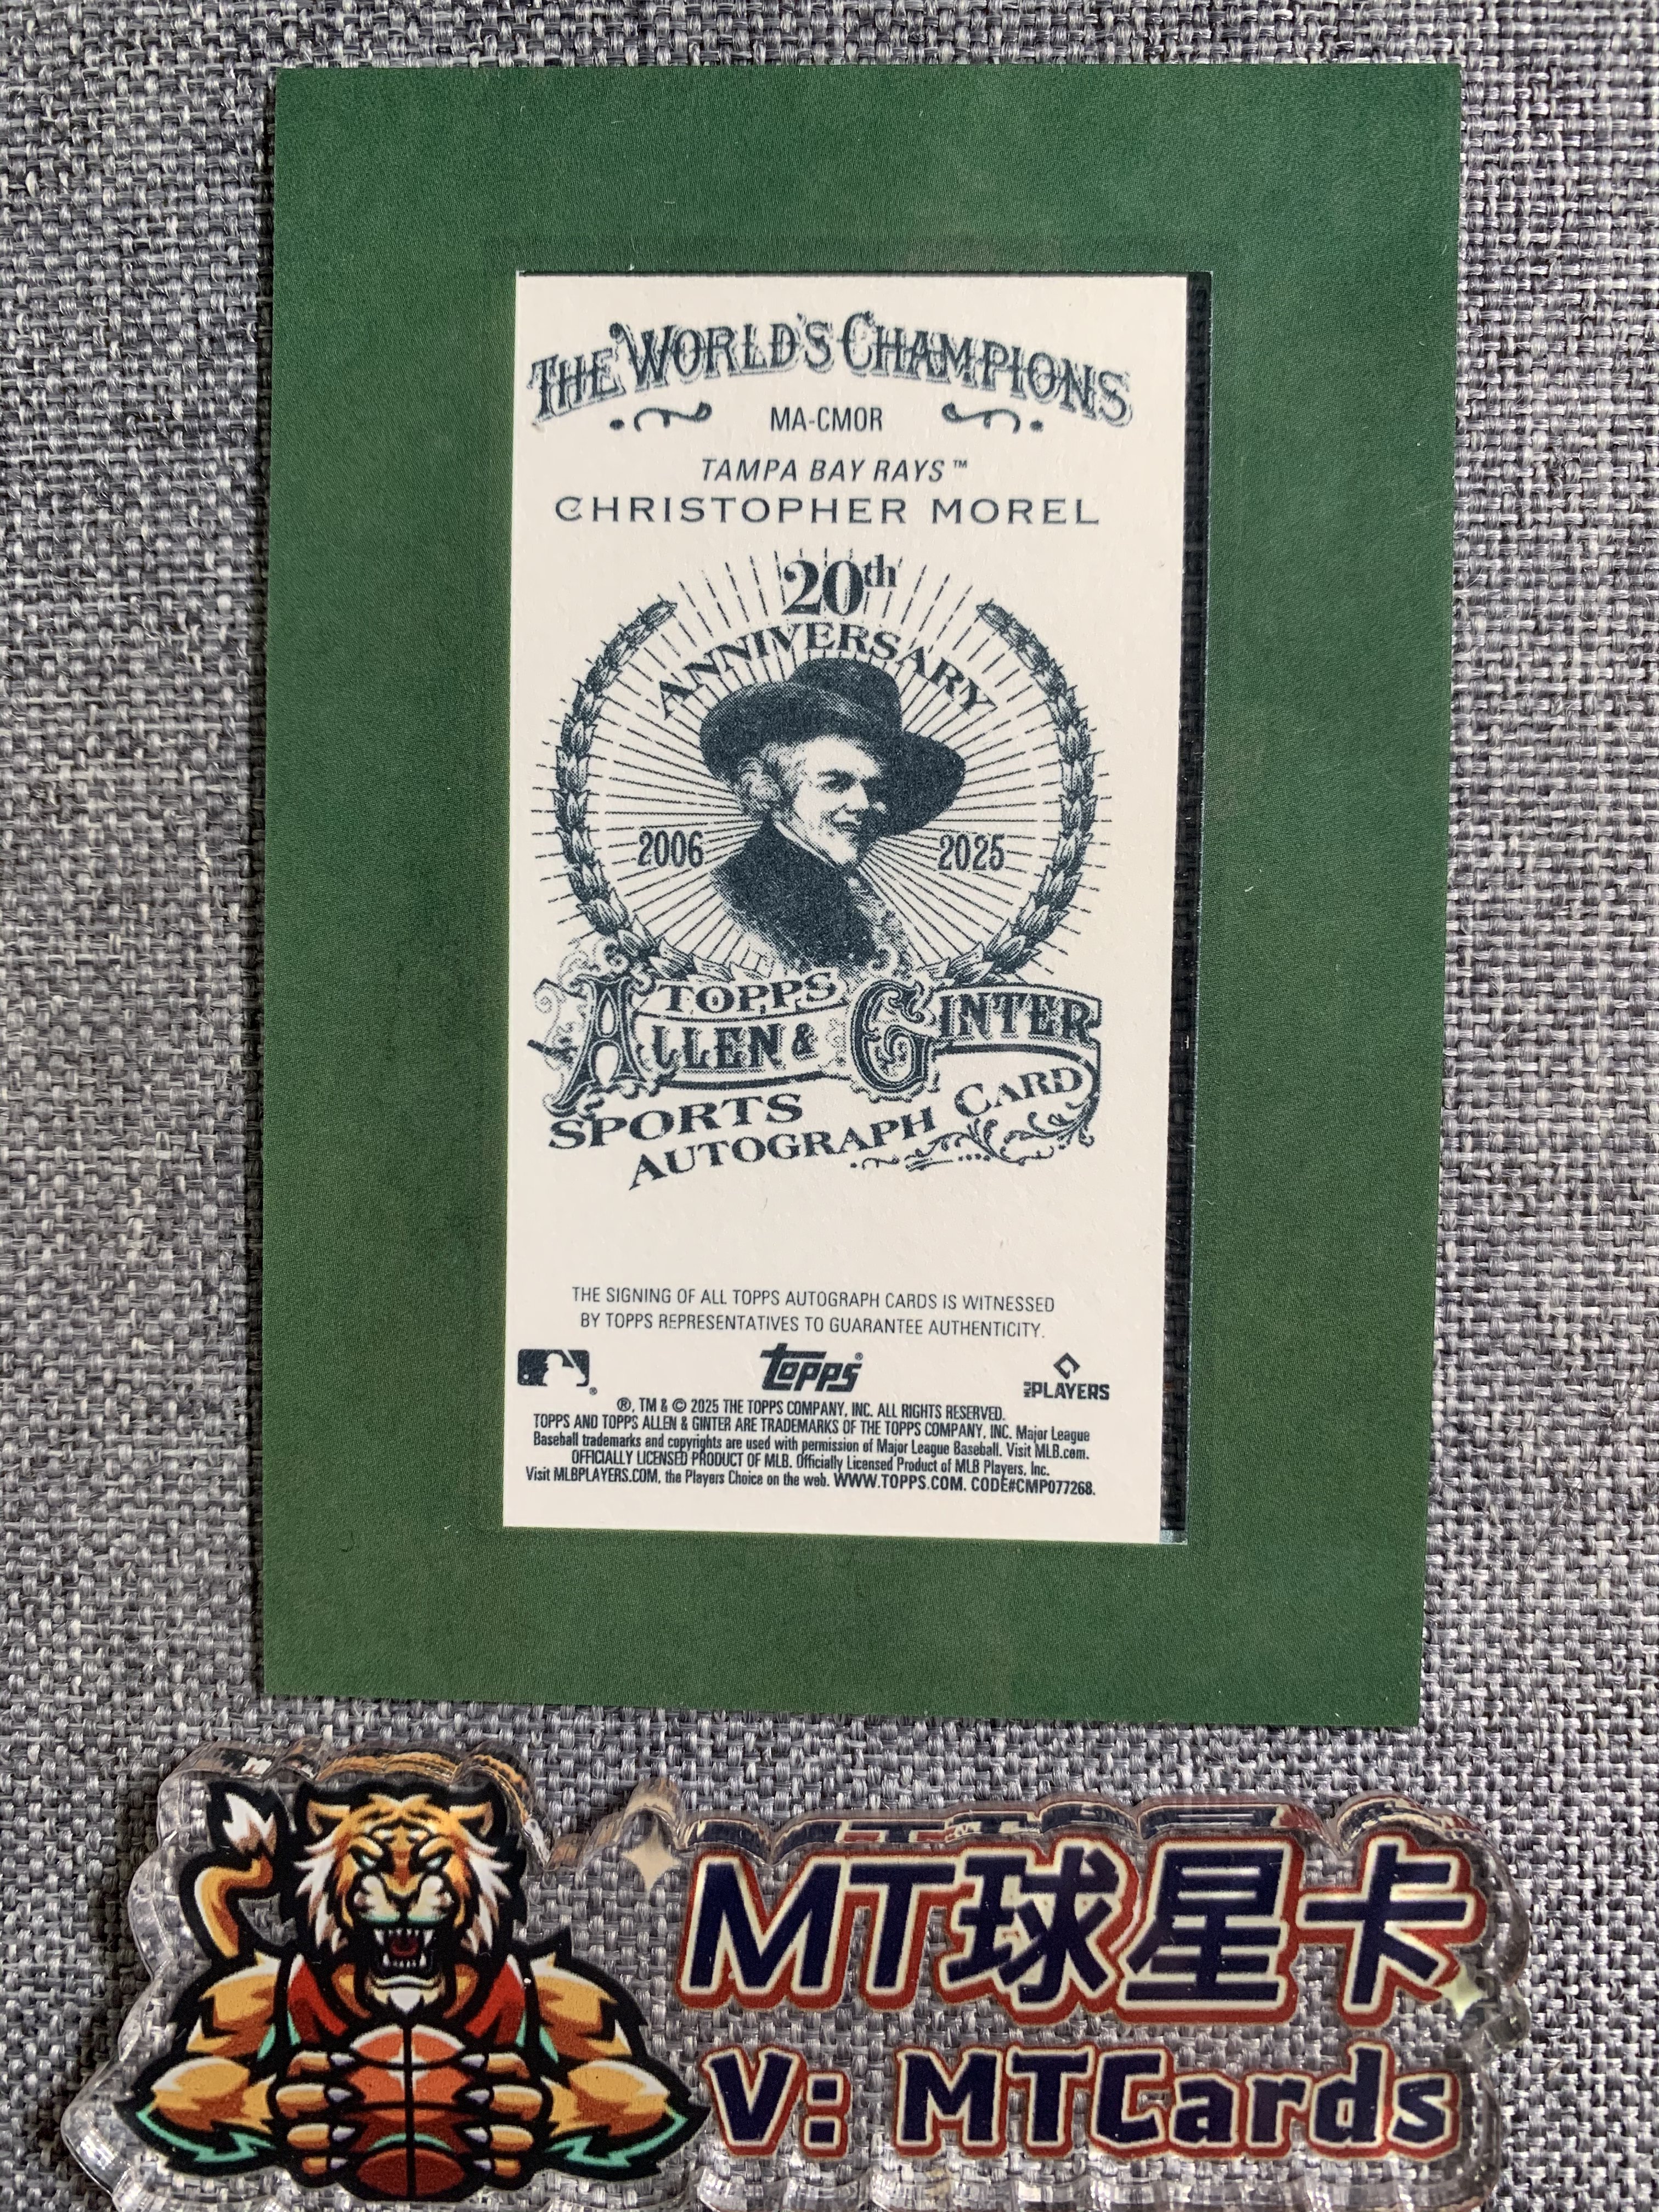 THE WORLD'S CHAMPIONS
MA-CMOR
TAMPA BAY RAYS™
CHRISTOPHER MOREL
20th
ANNIVERSARY
2006 2025
TOPPS
ALLEN & GINTER
SPORTS
AUTOGRAPH CARD
THE SIGNING OF ALL TOPPS AUTOGRAPH CARDS IS WITNESSED
BY TOPPS REPRESENTATIVES TO GUARANTEE AUTHENTICITY.
® topps® MLB PLAYERS
®, TM & © 2025 THE TOPPS COMPANY, INC. ALL RIGHTS RESERVED.
TOPPS AND TOPPS ALLEN & GINTER ARE TRADEMARKS OF THE TOPPS COMPANY, INC. Major League
Baseball trademarks and copyrights are used with permission of Major League Baseball. Visit MLB.com.
OFFICIALLY LICENSED PRODUCT OF MLB. Officially Licensed Product of MLB Players, Inc.
Visit MLBPLAYERS.COM, the Players Choice on the web. WWW.TOPPS.COM. CODE#CMP077268.
MT球星卡
V: MTCards